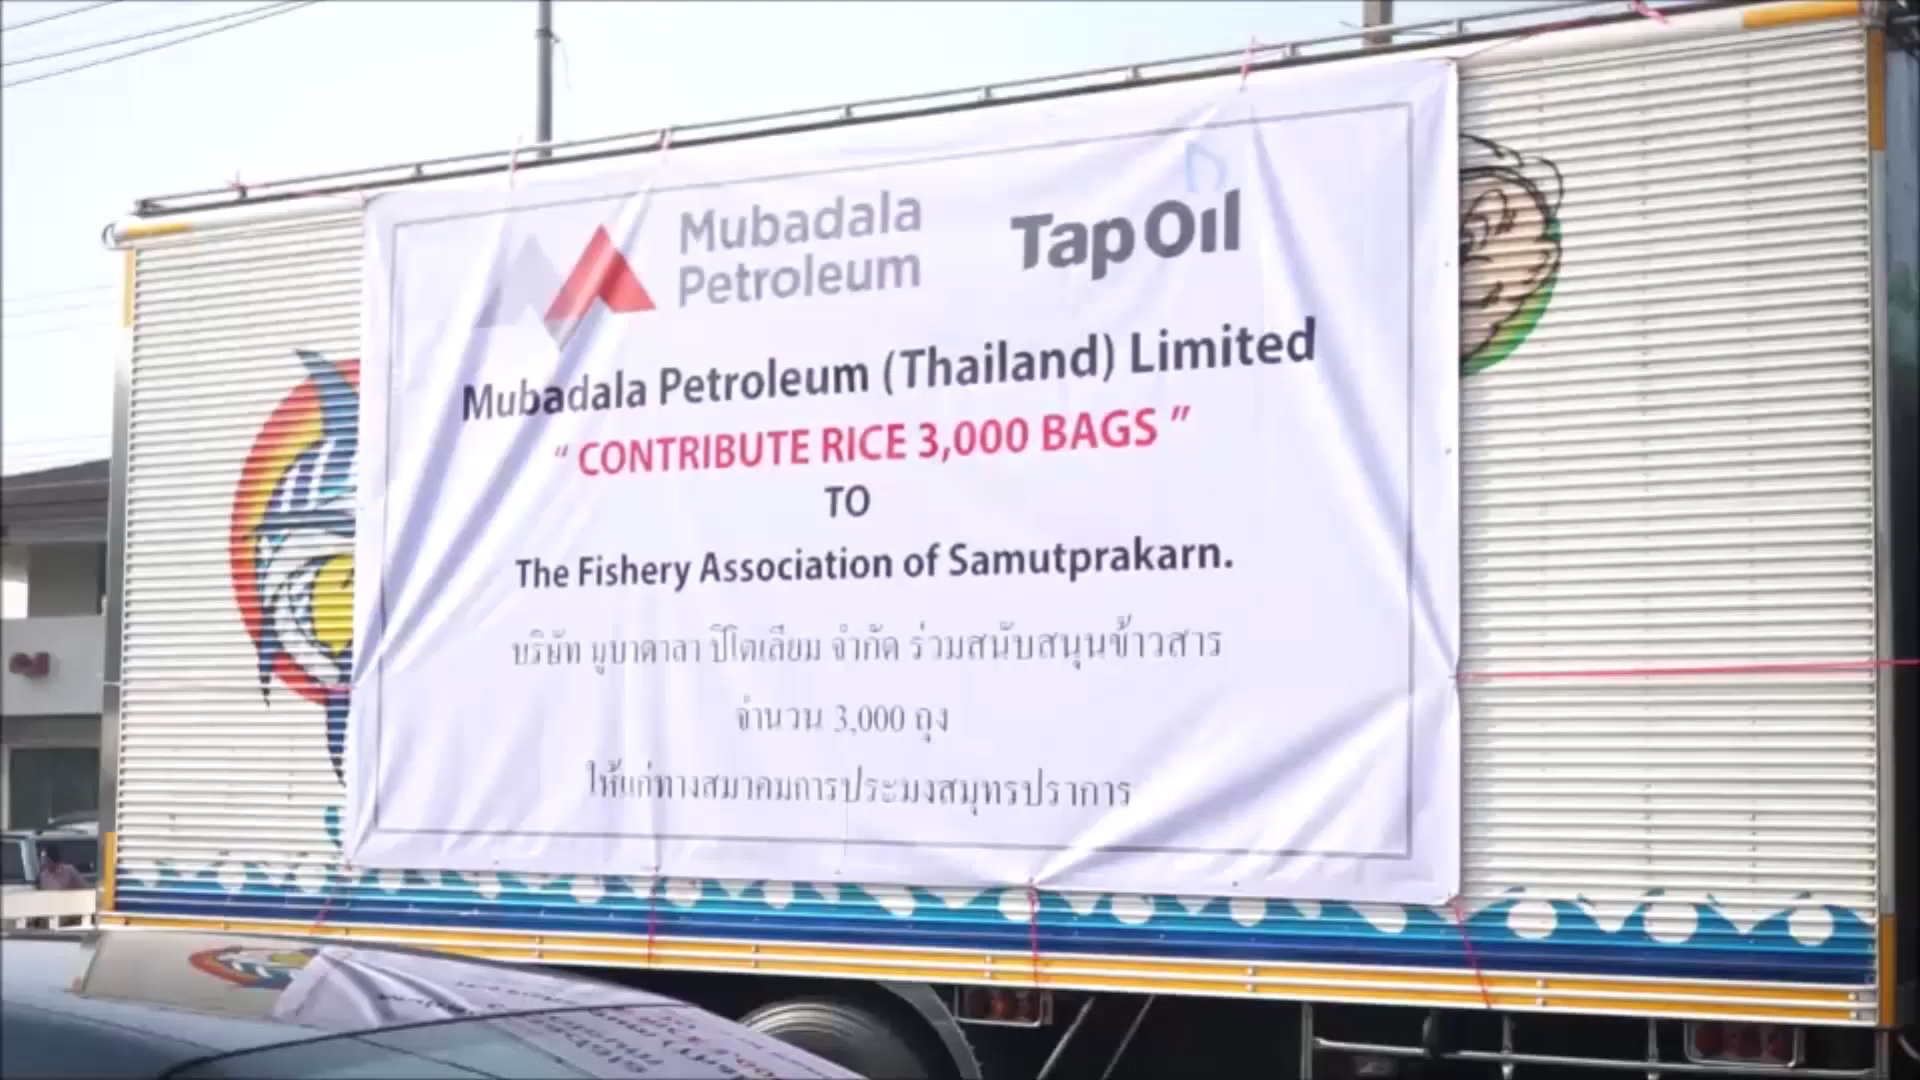 Mubadala
Petroleum
Tap Oil
Mubadala Petroleum (Thailand) Limited
“ CONTRIBUTE RICE 3,000 BAGS ”
TO
The Fishery Association of Samutprakarn.
บริษัท มูบาดาลา ปิโตเลียม จำกัด ร่วมสนับสนุนข้าวสาร
จำนวน 3,000 ถุง
ให้แก่ทางสมาคมการประมงสมุทรปราการ